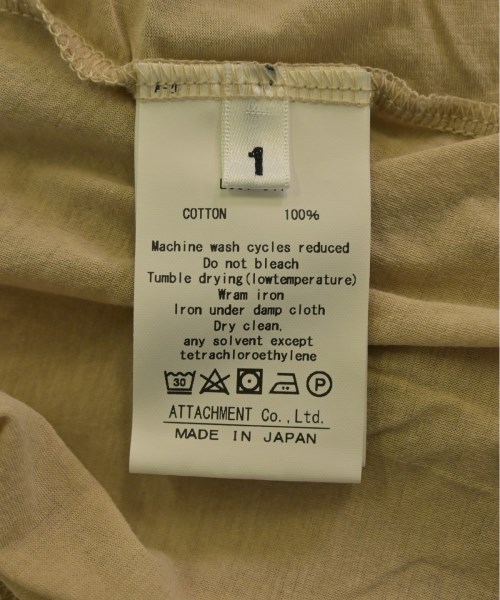 1
COTTON 100%
Machine wash cycles reduced
Do not bleach
Tumble drying(lowtemperature)
Wram iron
Iron under damp cloth
Dry clean.
any solvent except
tetrachloroethylene
30 P
ATTACHMENT Co.,Ltd.
MADE IN JAPAN